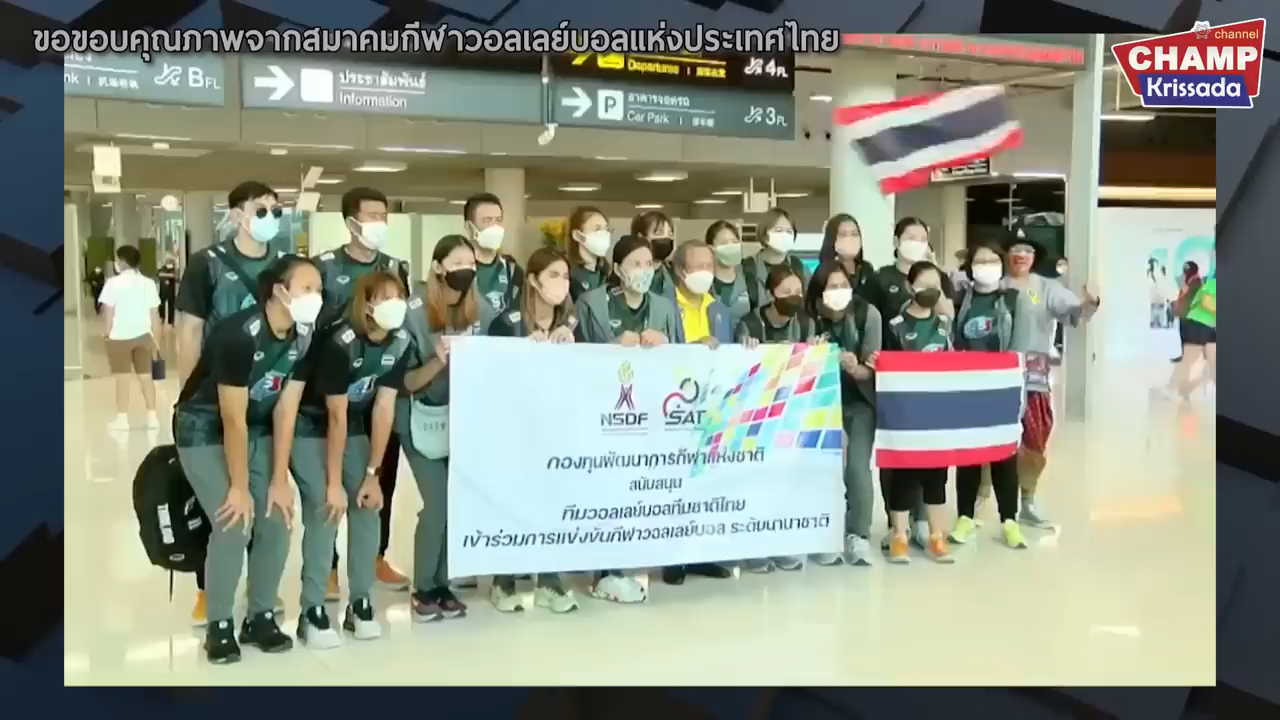 ขอขอบคุณภาพจากสมาคมกีฬาวอลเลย์บอลแห่งประเทศไทย
channel
CHAMP
Krissada
BFL
ประชาสัมพันธ์
Information
Departures
4FL
P
อาคารจอดรถ
Car Park
3FL
NSDF
SAT
กองทุนพัฒนาการกีฬาแห่งชาติ
สนับสนุน
ทีมวอลเลย์บอลทีมชาติไทย
เข้าร่วมการแข่งขันกีฬาวอลเลย์บอล ระดับนานาชาติ